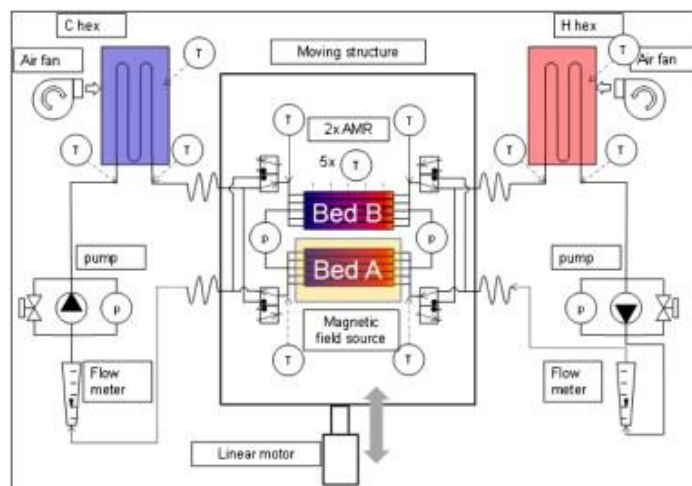 C hex
H hex
Air fan
T
Moving structure
T
Air fan
T
2x AMR
T
T
T
5x
T
T
T
Bed B
p
p
Bed A
pump
pump
p
Magnetic
field source
p
T
T
Flow
meter
Flow
meter
Linear motor